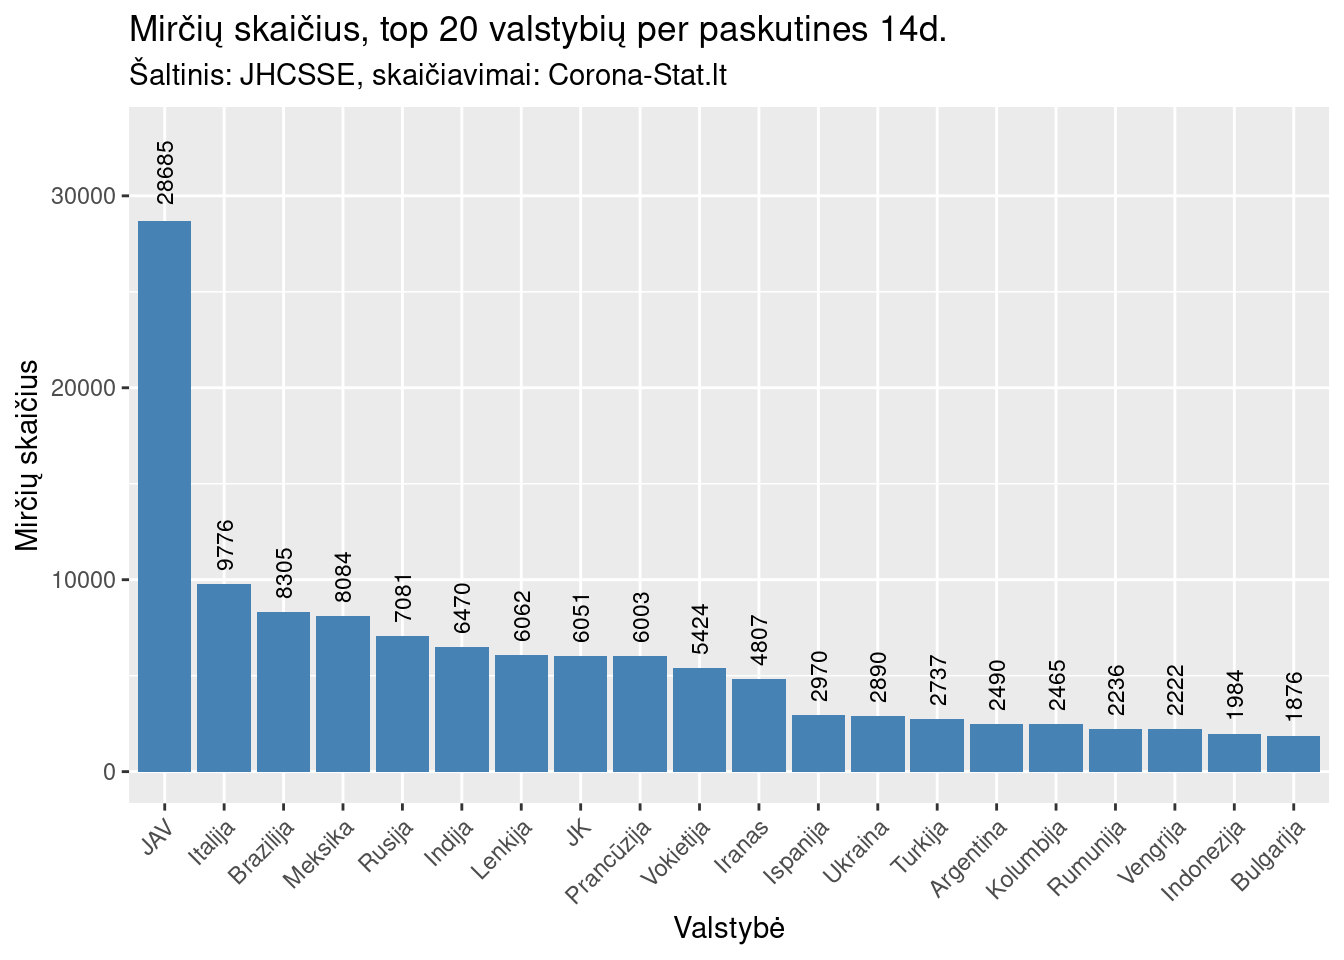 Mirčių skaičius, top 20 valstybių per paskutines 14d.
Šaltinis: JHCSSE, skaičiavimai: Corona-Stat.lt
Mirčių skaičius
30000
20000
10000
0
28685
9776
8305
8084
7081
6470
6062
6051
6003
5424
4807
2970
2890
2737
2490
2465
2236
2222
1984
1876
JAV
Italija
Brazilija
Meksika
Rusija
Indija
Lenkija
JK
Prancūzija
Vokietija
Iranas
Ispanija
Ukraina
Turkija
Argentina
Kolumbija
Rumunija
Vengrija
Indonezija
Bulgarija
Valstybė